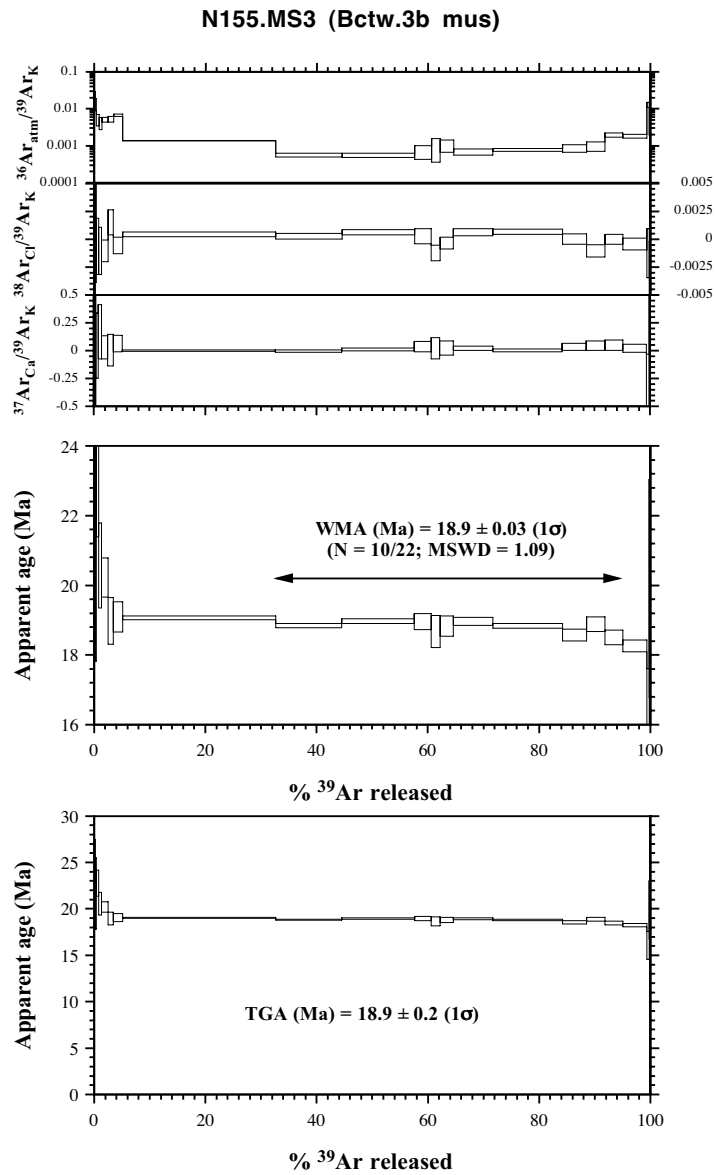 N155.MS3 (Bctw.3b mus)
³⁶Ar_atm/³⁹Ar_K
0.1
0.01
0.001
0.0001
³⁸Ar_Cl/³⁹Ar_K
0.005
0.0025
0
-0.0025
-0.005
³⁷Ar_Ca/³⁹Ar_K
0.5
0.25
0
-0.25
-0.5
Apparent age (Ma)
24
22
20
18
16
WMA (Ma) = 18.9 ± 0.03 (1σ)
(N = 10/22; MSWD = 1.09)
0 20 40 60 80 100
% ³⁹Ar released
Apparent age (Ma)
30
25
20
15
10
5
0
TGA (Ma) = 18.9 ± 0.2 (1σ)
0 20 40 60 80 100
% ³⁹Ar released